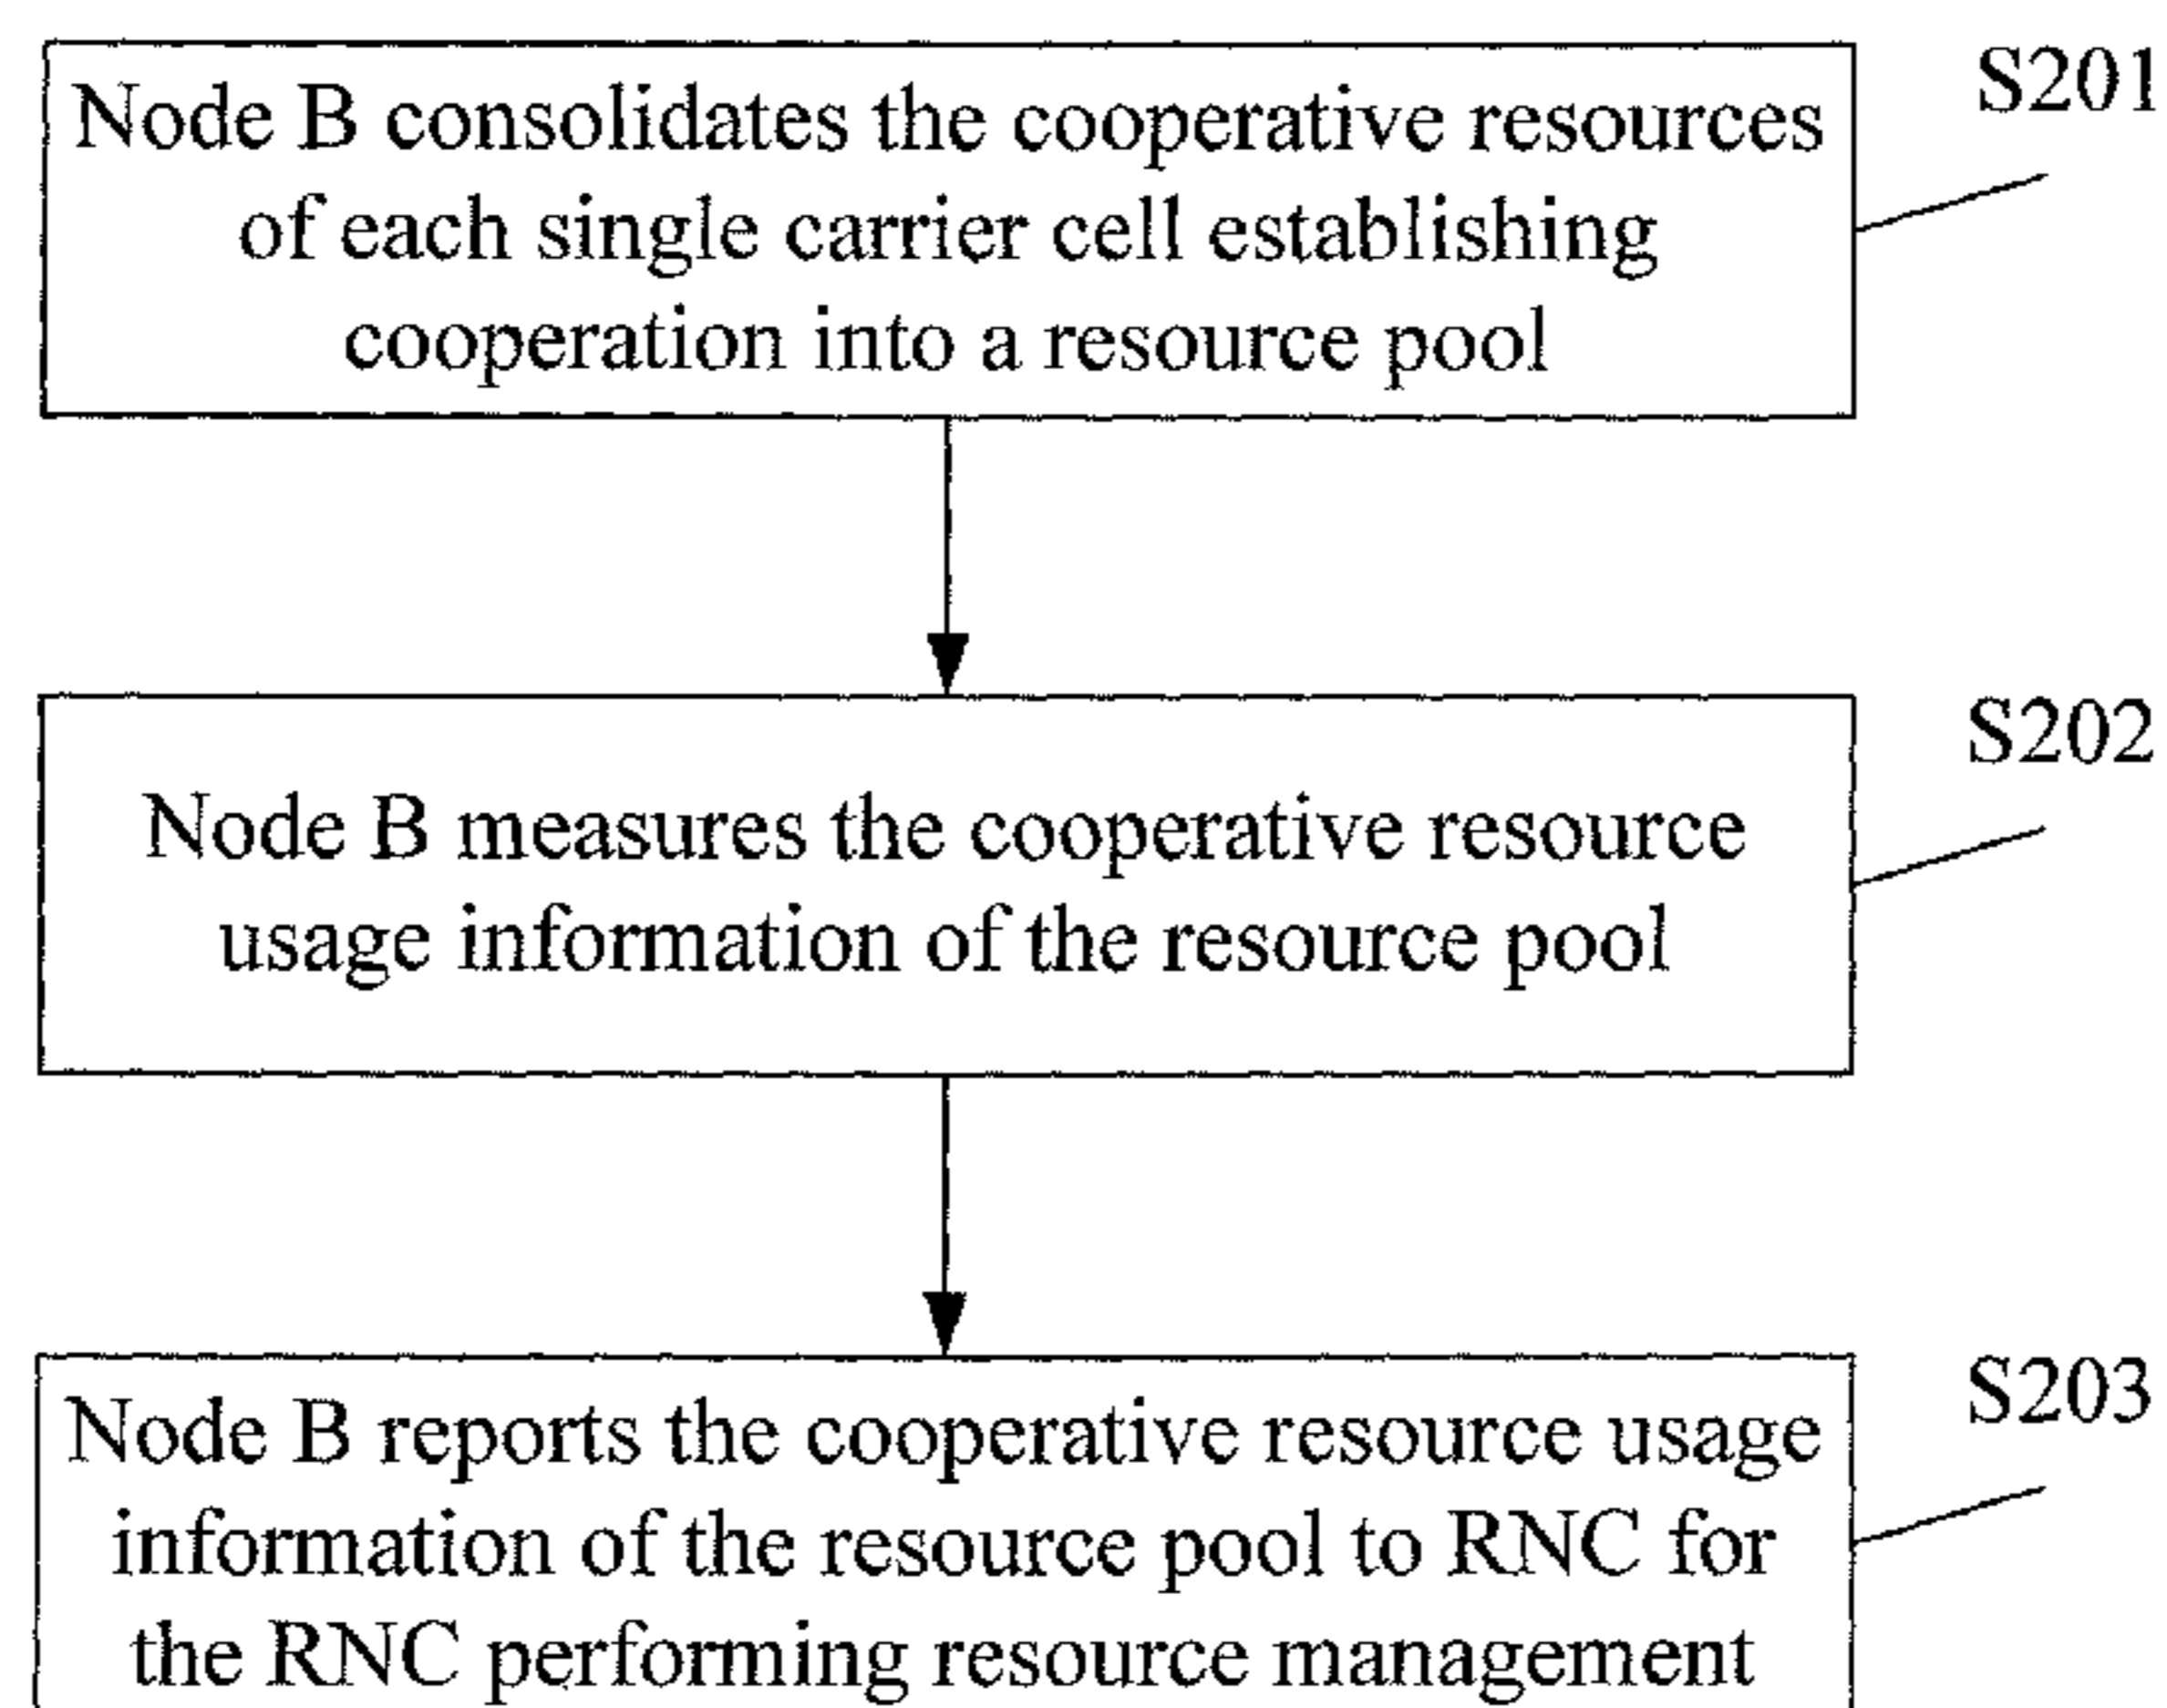 Node B consolidates the cooperative resources
of each single carrier cell establishing
cooperation into a resource pool
S201
Node B measures the cooperative resource
usage information of the resource pool
S202
Node B reports the cooperative resource usage
information of the resource pool to RNC for
the RNC performing resource management
S203